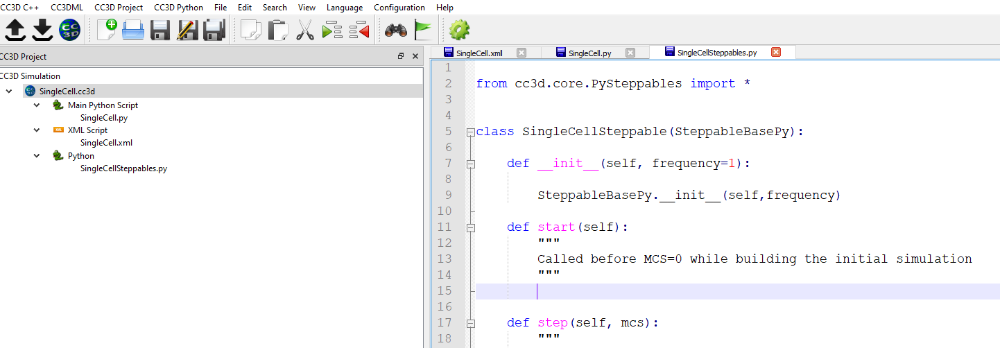 CC3D C++ CC3DML CC3D Project CC3D Python File Edit Search View Language Configuration Help
CC3D
CC3D Project
CC3D Simulation
SingleCell.cc3d
Main Python Script
SingleCell.py
XML Script
SingleCell.xml
Python
SingleCellSteppables.py
SingleCell.xml SingleCell.py SingleCellSteppables.py
1
2 from cc3d.core.PySteppables import *
3
4
5 class SingleCellSteppable(SteppableBasePy):
6
7 def __init__(self, frequency=1):
8
9 SteppableBasePy.__init__(self,frequency)
10
11 def start(self):
12 """
13 Called before MCS=0 while building the initial simulation
14 """
15
16
17 def step(self, mcs):
18 """